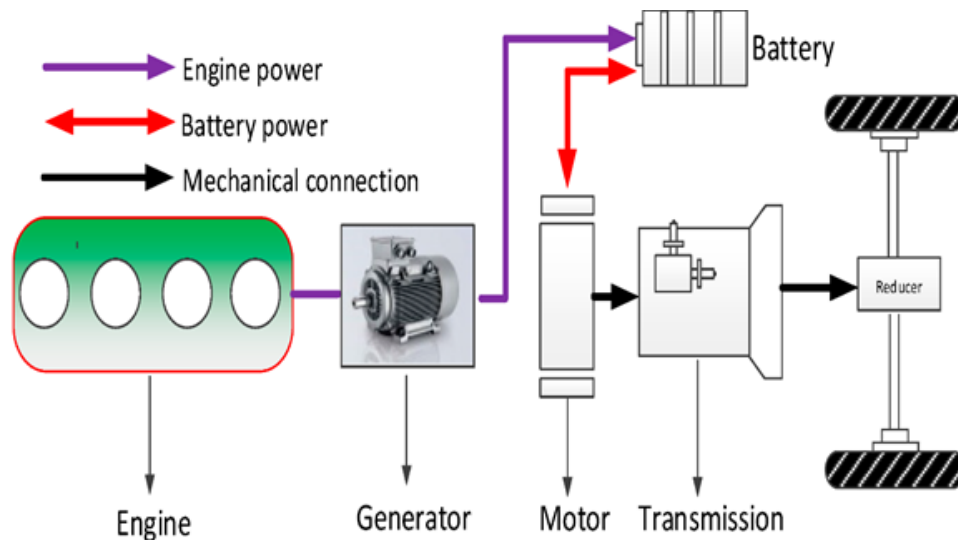 Engine power
Battery power
Mechanical connection
Battery
Reducer
Engine
Generator
Motor
Transmission